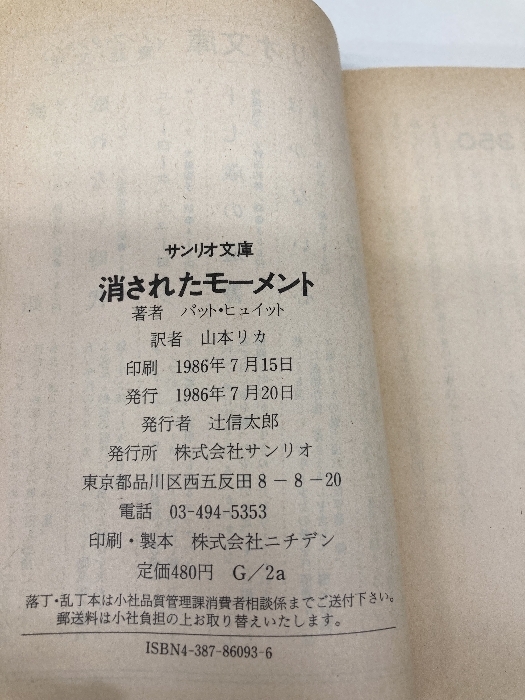 サンリオ文庫
消されたモーメント
著者 パット・ヒュイット
訳者 山本リカ
印刷 1986年7月15日
発行 1986年7月20日
発行者 辻信太郎
発行所 株式会社サンリオ
東京都品川区西五反田8-8-20
電話 03-494-5353
印刷・製本 株式会社ニチデン
定価480円 G/2a
落丁・乱丁本は小社品質管理課消費者相談係までご送付下さい。
郵送料は小社負担の上お取り替えいたします。
ISBN4-387-86093-6